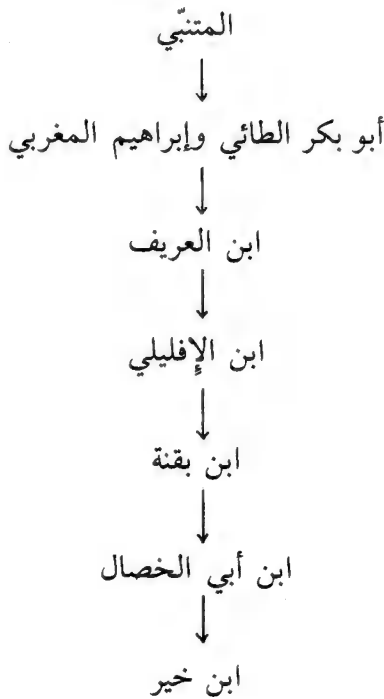 المتنبّي
أبو بكر الطائي وإبراهيم المغربي
ابن العريف
ابن الإفليلي
ابن بقنة
ابن أبي الخصال
ابن خير